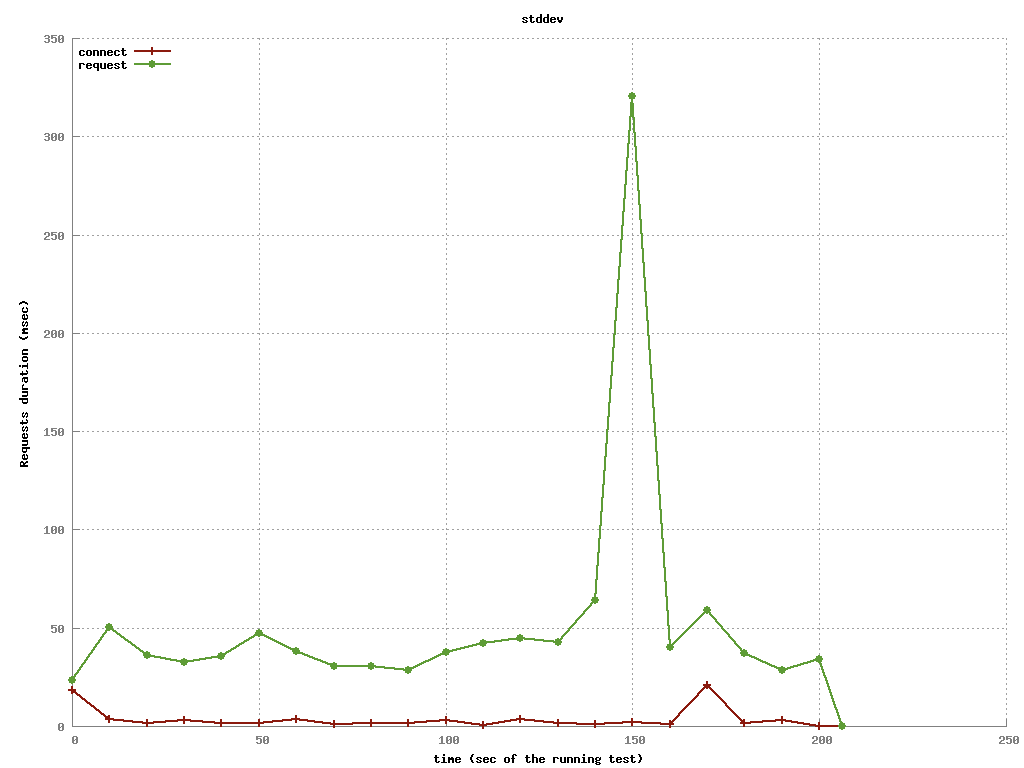 stddev
connect
request
350
300
250
200
150
100
50
0
Requests duration (msec)
0 50 100 150 200 250
time (sec of the running test)